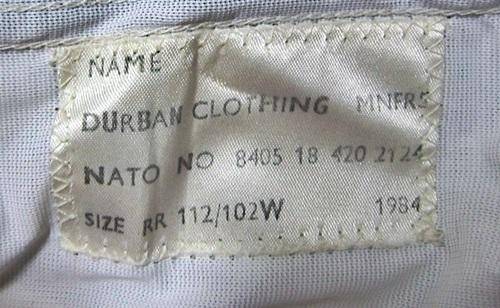 NAME
DURBAN CLOTHING MNFRS
NATO NO 8405 18 420 2124
SIZE RR 112/102W 1984